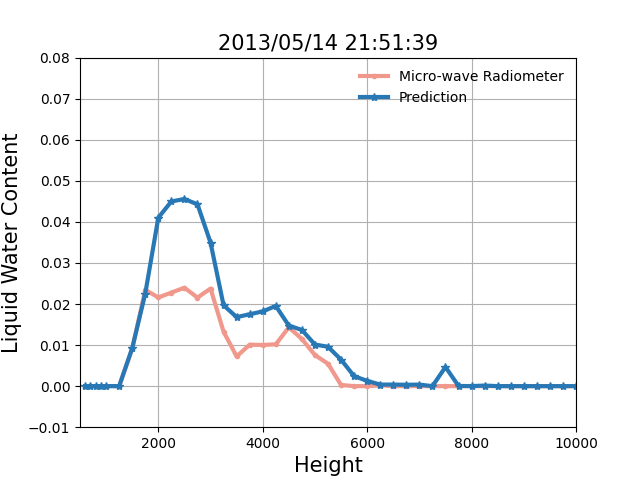 2013/05/14 21:51:39
0.08
0.07
0.06
0.05
0.04
0.03
0.02
0.01
0.00
−0.01
Liquid Water Content
Micro-wave Radiometer
Prediction
2000 4000 6000 8000 10000
Height